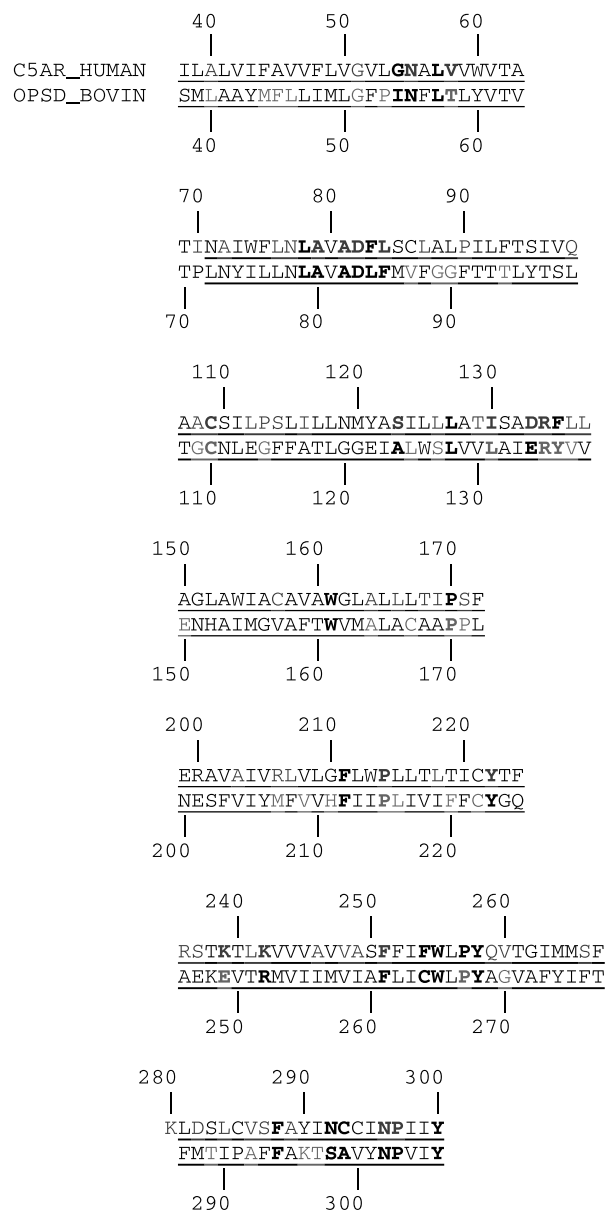 40 50 60
C5AR_HUMAN ILALVIFAVVFLVGVLGNALVVWVTA
OPSD_BOVIN SMLAAYMFLLIMLGFPINFLTLYVTV
40 50 60
70 80 90
TINAIWFLNLAVADFLSCLALPILFTSIVQ
TPLNYILLNLAVADLFMVFGGFTTTLYTSL
70 80 90
110 120 130
AACSILPSLILLNMYASILLLATISADRFLL
TGCNLEGFFATLGGEIALWSLVVLAIERYVV
110 120 130
150 160 170
AGLAWIACAVAWGLALLLTIPSF
ENHAIMGVAFTWVMALACAAPPL
150 160 170
200 210 220
ERAVAIVRLVLGFLWPLLTLTICYTF
NESFVIYMFVVHFIIPLIVIFFCYGQ
200 210 220
240 250 260
RSTKTLKVVVAVVASFFIFWLPYQVTGIMMSF
AEKEVTRMVIIMVIAFLICWLPYAGVAFYIFT
250 260 270
280 290 300
KLDSLCVSFAYINCCINPIIY
FMTIPAFFAKTSAVYNPVIY
290 300